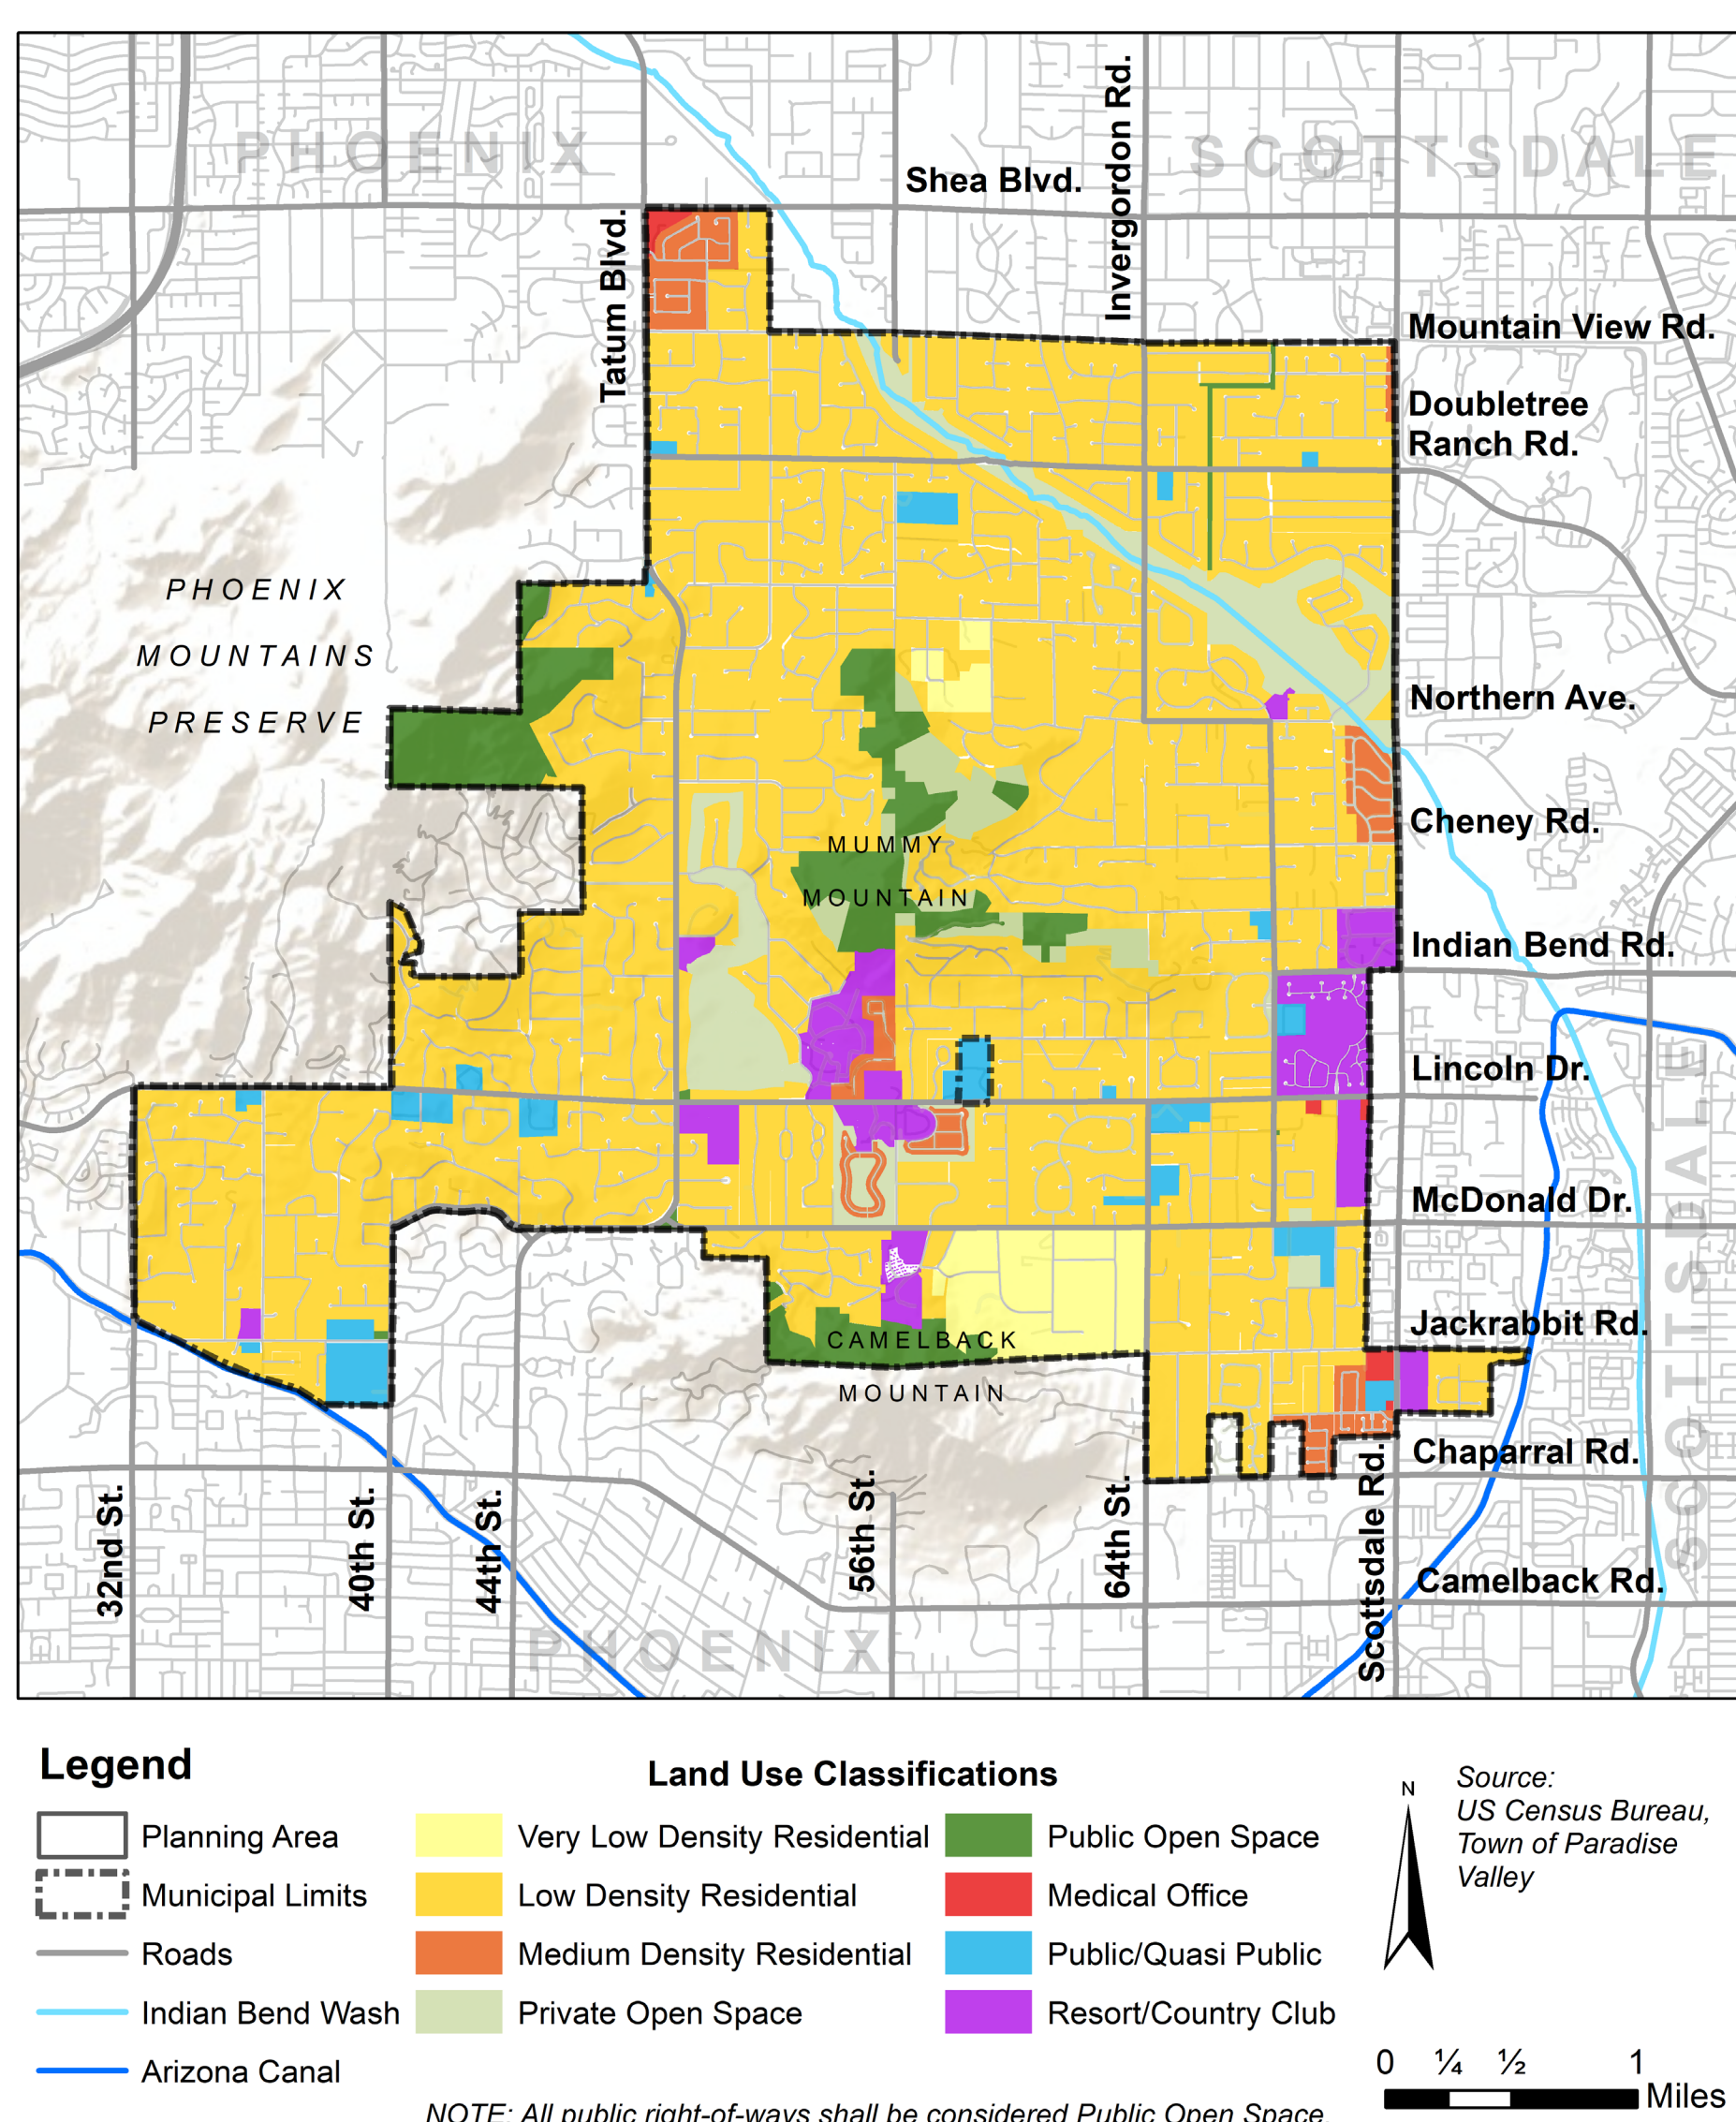 PHOENIX
SCOTTSDALE
Shea Blvd.
Invergordon Rd.
Tatum Blvd.
Mountain View Rd.
Doubletree
Ranch Rd.
PHOENIX
MOUNTAINS
PRESERVE
Northern Ave.
Cheney Rd.
MUMMY
MOUNTAIN
Indian Bend Rd.
Lincoln Dr.
McDonald Dr.
SCOTTSDALE
Jackrabbit Rd.
CAMELBACK
MOUNTAIN
Chaparral Rd.
32nd St.
40th St.
44th St.
56th St.
64th St.
Scottsdale Rd.
Camelback Rd.
PHOENIX
Legend
Planning Area
Municipal Limits
Roads
Indian Bend Wash
Arizona Canal
Land Use Classifications
Very Low Density Residential
Low Density Residential
Medium Density Residential
Private Open Space
Public Open Space
Medical Office
Public/Quasi Public
Resort/Country Club
N
Source:
US Census Bureau,
Town of Paradise
Valley
0 ¼ ½ 1
Miles
NOTE: All public right-of-ways shall be considered Public Open Space.